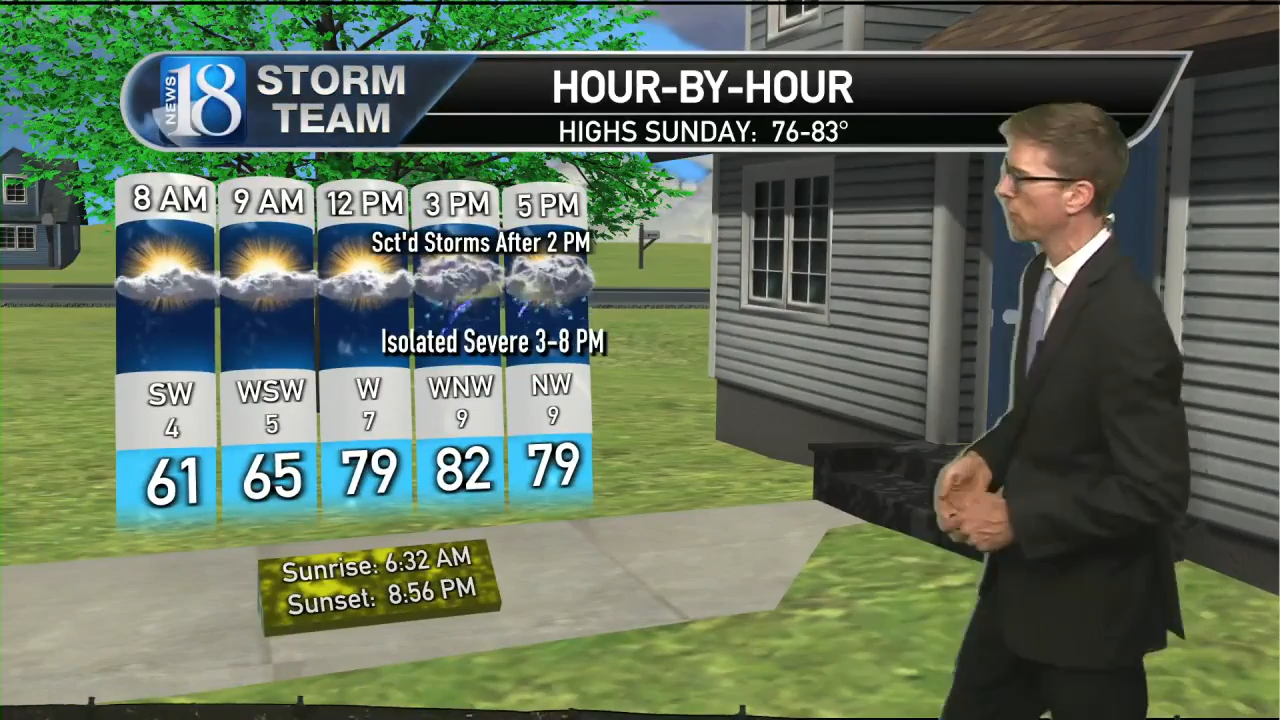 NEWS 18
STORM
TEAM
HOUR-BY-HOUR
HIGHS SUNDAY: 76-83°
8 AM 9 AM 12 PM 3 PM 5 PM
Sct'd Storms After 2 PM
Isolated Severe 3-8 PM
SW WSW W WNW NW
4 5 7 9 9
61 65 79 82 79
Sunrise: 6:32 AM
Sunset: 8:56 PM